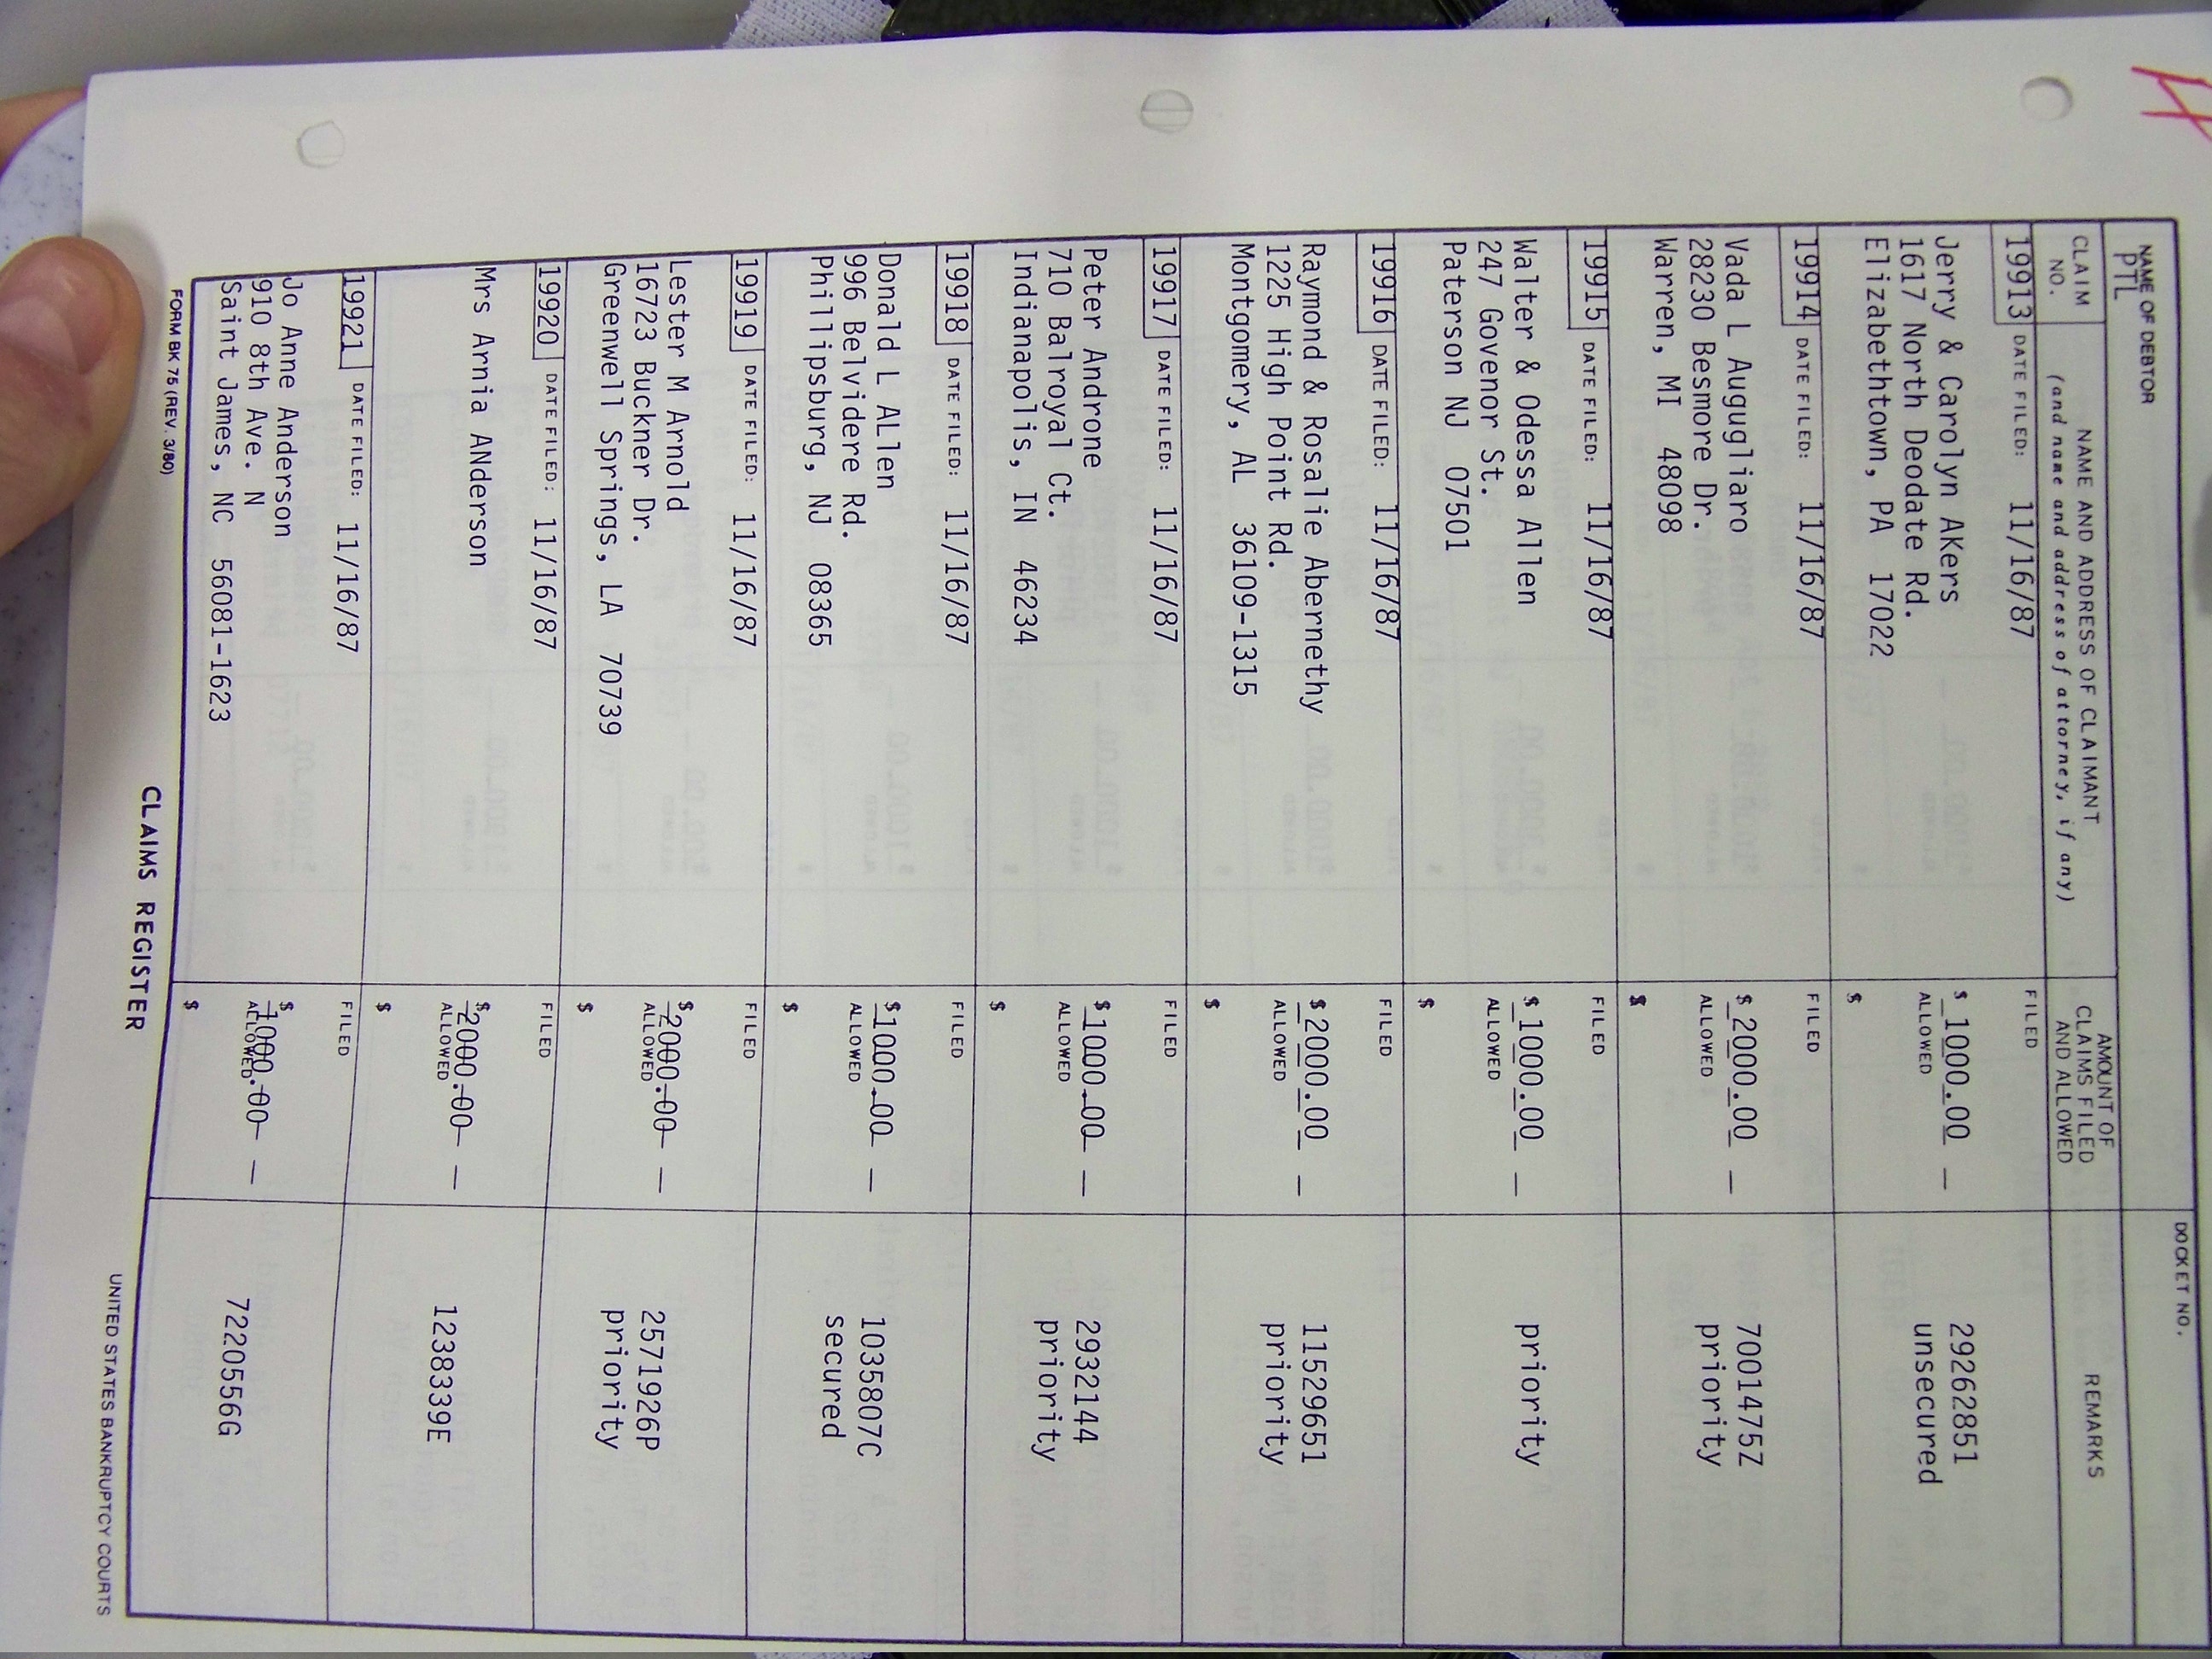 NAME OF DEBTOR
PTL
DOCKET NO.
CLAIM NO.
NAME AND ADDRESS OF CLAIMANT
(and name and address of attorney, if any)
AMOUNT OF CLAIMS FILED AND ALLOWED
REMARKS
19913 DATE FILED: 11/16/87
Jerry & Carolyn AKers
1617 North Deodate Rd.
Elizabethtown, PA 17022
FILED
$ 1000.00
ALLOWED
$
29262851
unsecured
19914 DATE FILED: 11/16/87
Vada L Augugliaro
28230 Besmore Dr.
Warren, MI 48098
FILED
$ 2000.00
ALLOWED
$
7001475Z
priority
19915 DATE FILED: 11/16/87
Walter & Odessa Allen
247 Govenor St.
Paterson NJ 07501
FILED
$ 1000.00
ALLOWED
$
priority
19916 DATE FILED: 11/16/87
Raymond & Rosalie Abernethy
1225 High Point Rd.
Montgomery, AL 36109-1315
FILED
$ 2000.00
ALLOWED
$
11529651
priority
19917 DATE FILED: 11/16/87
Peter Androne
710 Balroyal Ct.
Indianapolis, IN 46234
FILED
$ 1000.00
ALLOWED
$
2932144
priority
19918 DATE FILED: 11/16/87
Donald L ALlen
996 Belvidere Rd.
Phillipsburg, NJ 08365
FILED
$ 1000.00
ALLOWED
$
1035807C
secured
19919 DATE FILED: 11/16/87
Lester M Arnold
16723 Buckner Dr.
Greenwell Springs, LA 70739
FILED
$ 2000.00
ALLOWED
$
2571926P
priority
19920 DATE FILED: 11/16/87
Mrs Arnia ANderson
FILED
$ 2000.00
ALLOWED
$
1238339E
19921 DATE FILED: 11/16/87
Jo Anne Anderson
910 8th Ave. N
Saint James, NC 56081-1623
FILED
$ 1000.00
ALLOWED
$
7220556G
FORM BK 75 (REV. 3/80)
CLAIMS REGISTER
UNITED STATES BANKRUPTCY COURTS